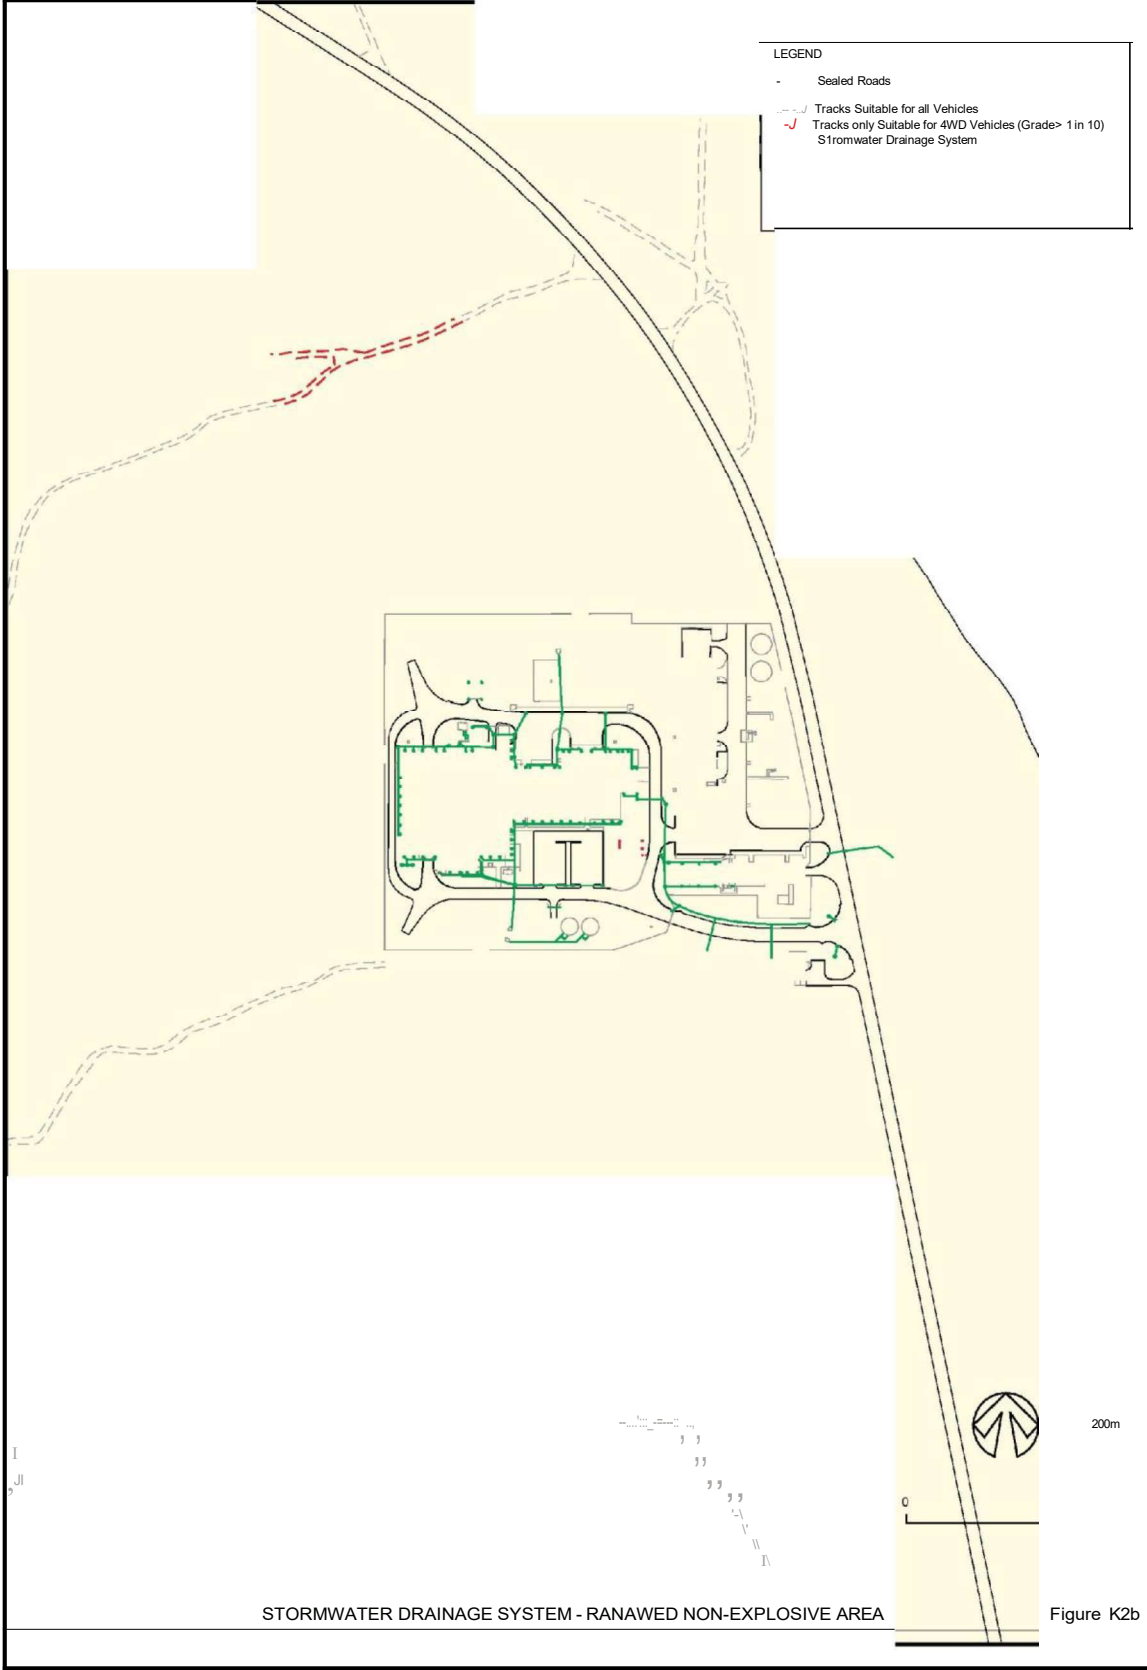 LEGEND
- Sealed Roads
Tracks Suitable for all Vehicles
Tracks only Suitable for 4WD Vehicles (Grade> 1 in 10)
S1romwater Drainage System
200m
0
STORMWATER DRAINAGE SYSTEM - RANAWED NON-EXPLOSIVE AREA
Figure K2b